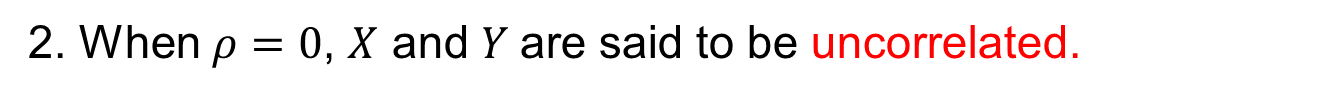 2. When 𝜌 = 0, 𝑋 and 𝑌 are said to be uncorrelated.